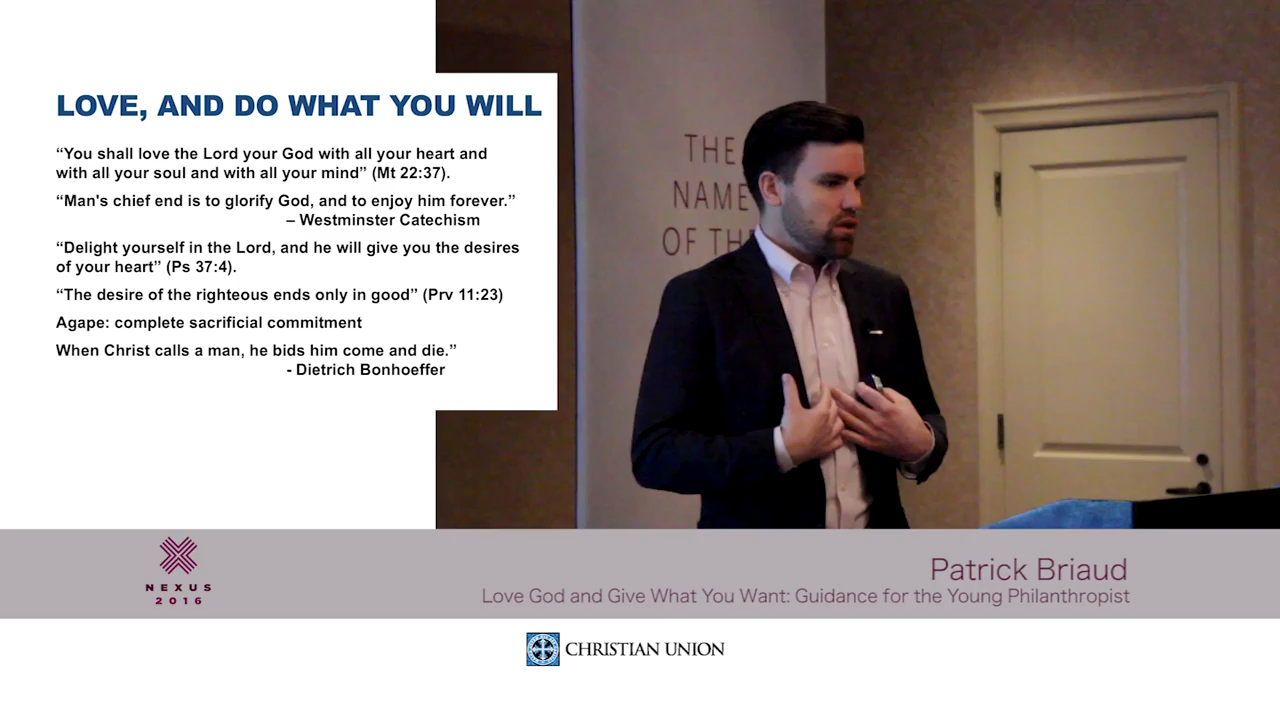 LOVE, AND DO WHAT YOU WILL
“You shall love the Lord your God with all your heart and
with all your soul and with all your mind” (Mt 22:37).
“Man's chief end is to glorify God, and to enjoy him forever.”
– Westminster Catechism
“Delight yourself in the Lord, and he will give you the desires
of your heart” (Ps 37:4).
“The desire of the righteous ends only in good” (Prv 11:23)
Agape: complete sacrificial commitment
When Christ calls a man, he bids him come and die.”
- Dietrich Bonhoeffer
THE
NAME
OF TH
NEXUS
2016
Patrick Briaud
Love God and Give What You Want: Guidance for the Young Philanthropist
CHRISTIAN UNION